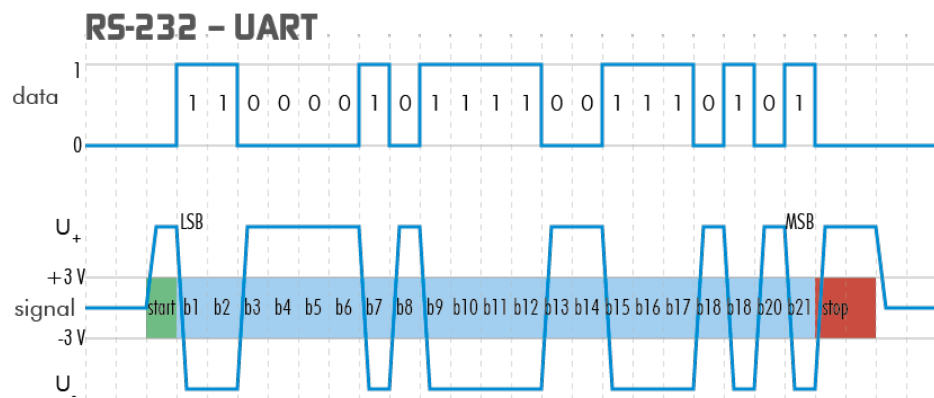 RS-232 – UART
1
data 1 1 0 0 0 0 1 0 1 1 1 1 0 0 1 1 1 0 1 0 1
0
U+ LSB MSB
+3 V
signal start b1 b2 b3 b4 b5 b6 b7 b8 b9 b10 b11 b12 b13 b14 b15 b16 b17 b18 b18 b20 b21 stop
-3 V
U-